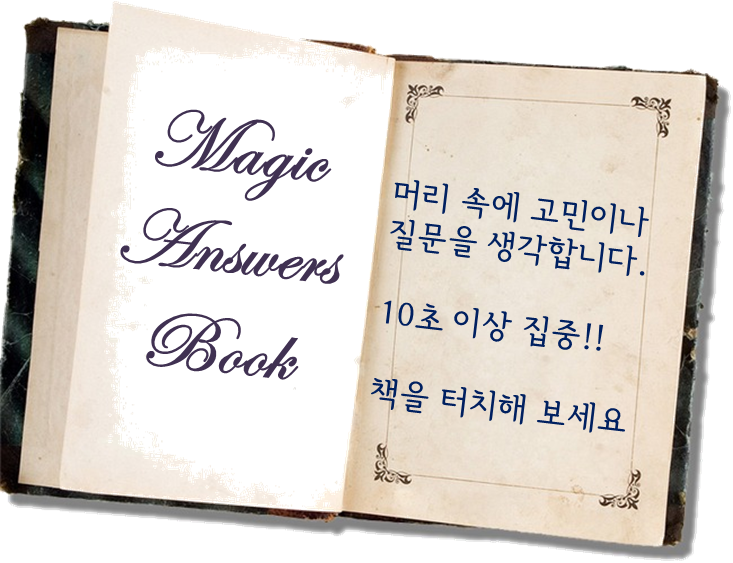 Magic
Answers
Book
머리 속에 고민이나
질문을 생각합니다.
10초 이상 집중!!
책을 터치해 보세요